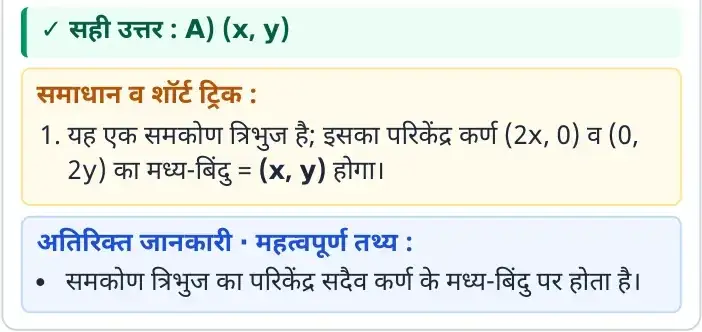 ✓ सही उत्तर : A) (x, y)
समाधान व शॉर्ट ट्रिक :
1. यह एक समकोण त्रिभुज है; इसका परिकेंद्र कर्ण (2x, 0) व (0,
2y) का मध्य-बिंदु = (x, y) होगा।
अतिरिक्त जानकारी · महत्वपूर्ण तथ्य :
• समकोण त्रिभुज का परिकेंद्र सदैव कर्ण के मध्य-बिंदु पर होता है।